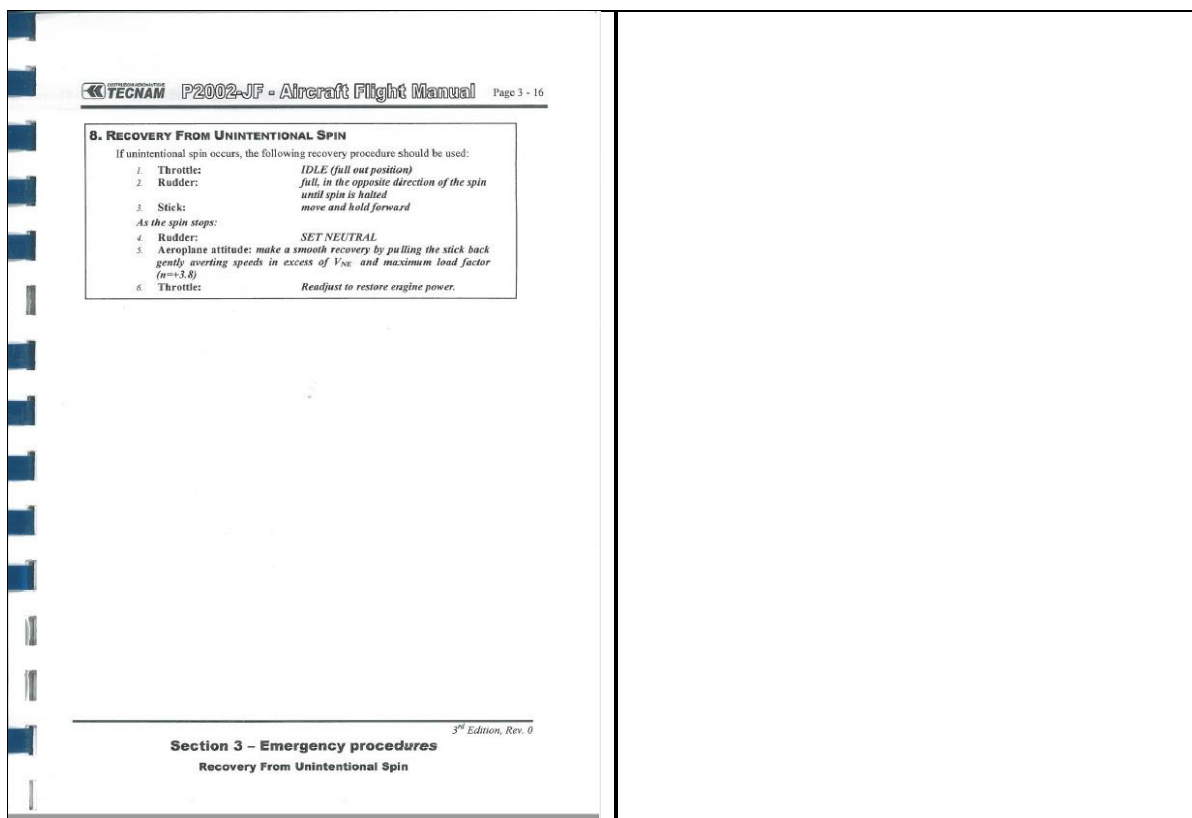 TECNAM P2002-JF - Aircraft Flight Manual Page 3 - 16
8. RECOVERY FROM UNINTENTIONAL SPIN
If unintentional spin occurs, the following recovery procedure should be used:
1. Throttle: IDLE (full out position)
2. Rudder: full, in the opposite direction of the spin
until spin is halted
3. Stick: move and hold forward
As the spin stops:
4. Rudder: SET NEUTRAL
5. Aeroplane attitude: make a smooth recovery by pulling the stick back
gently averting speeds in excess of VNE and maximum load factor
(n=+3.8)
6. Throttle: Readjust to restore engine power.
3rd Edition, Rev. 0
Section 3 – Emergency procedures
Recovery From Unintentional Spin